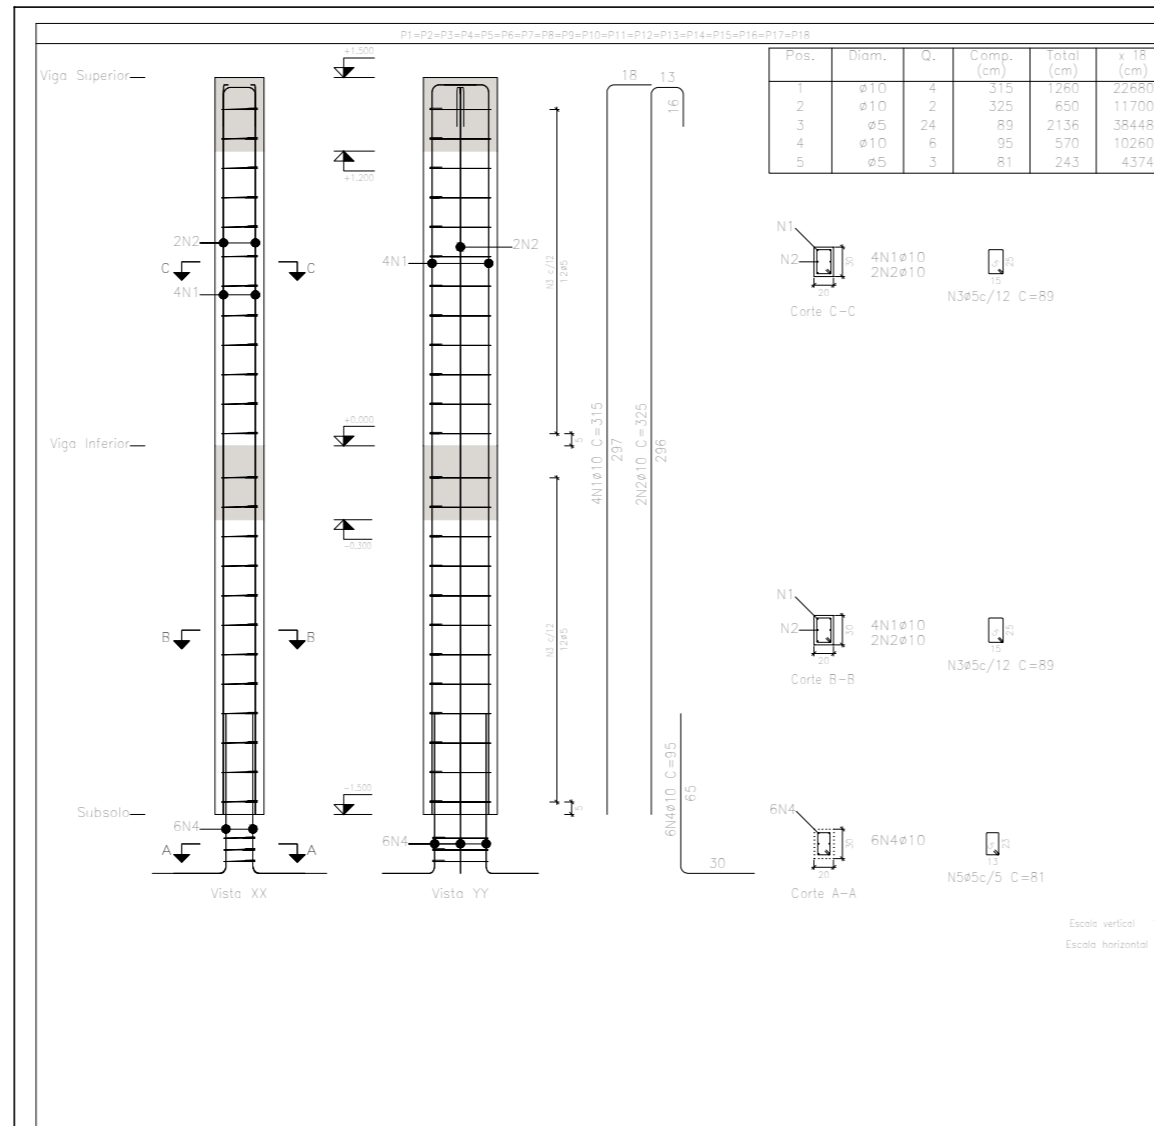 P1=P2=P3=P4=P5=P6=P7=P8=P9=P10=P11=P12=P13=P14=P15=P16=P17=P18
Pos. Diam. Q. Comp. (cm) Total (cm) x 18 (cm)
1 ø10 4 315 1260 22680
2 ø10 2 325 650 11700
3 ø5 24 89 2136 38448
4 ø10 6 95 570 10260
5 ø5 3 81 243 4374
Viga Superior
+1.500
+1.200
2N2
C C
4N1
Viga Inferior
+0.000
-0.300
B B
Subsolo
-1.500
6N4
A A
Vista XX
2N2
4N1
N3 c/12
12ø5
5
N3 c/12
12ø5
5
6N4
Vista YY
18
4N1ø10 C=315
297
13
16
2N2ø10 C=325
296
6N4ø10 C=95
65
30
N1
N2
30
20
4N1ø10
2N2ø10
Corte C-C
25
15
N3ø5c/12 C=89
N1
N2
30
20
4N1ø10
2N2ø10
Corte B-B
25
15
N3ø5c/12 C=89
6N4
30
20
6N4ø10
Corte A-A
23
13
N5ø5c/5 C=81
Escala vertical
Escala horizontal